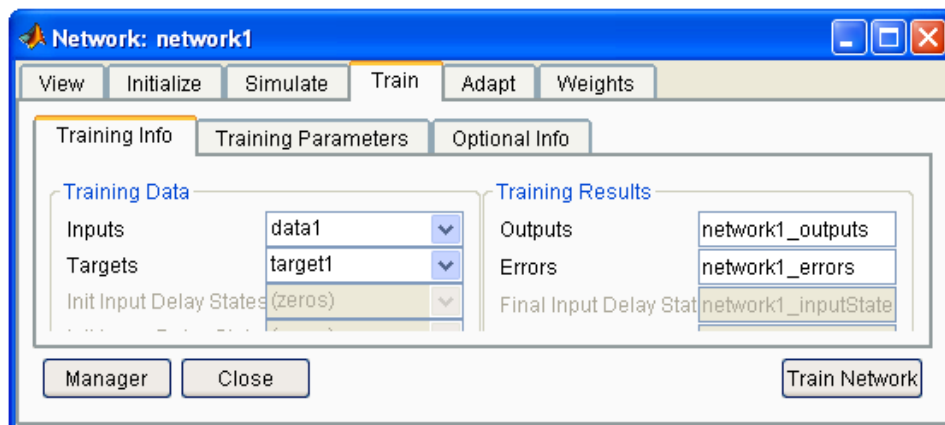 Network: network1
View Initialize Simulate Train Adapt Weights
Training Info Training Parameters Optional Info
Training Data
Inputs data1
Targets target1
Init Input Delay States (zeros)
Training Results
Outputs network1_outputs
Errors network1_errors
Final Input Delay Stat network1_inputState
Manager Close Train Network